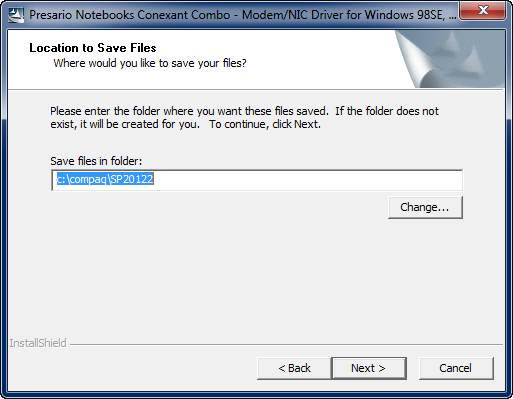 Presario Notebooks Conexant Combo - Modem/NIC Driver for Windows 98SE, ...
Location to Save Files
Where would you like to save your files?
Please enter the folder where you want these files saved.  If the folder does not
exist, it will be created for you.   To continue, click Next.
Save files in folder:
c:\compaq\SP20122
Change...
InstallShield
< Back
Next >
Cancel